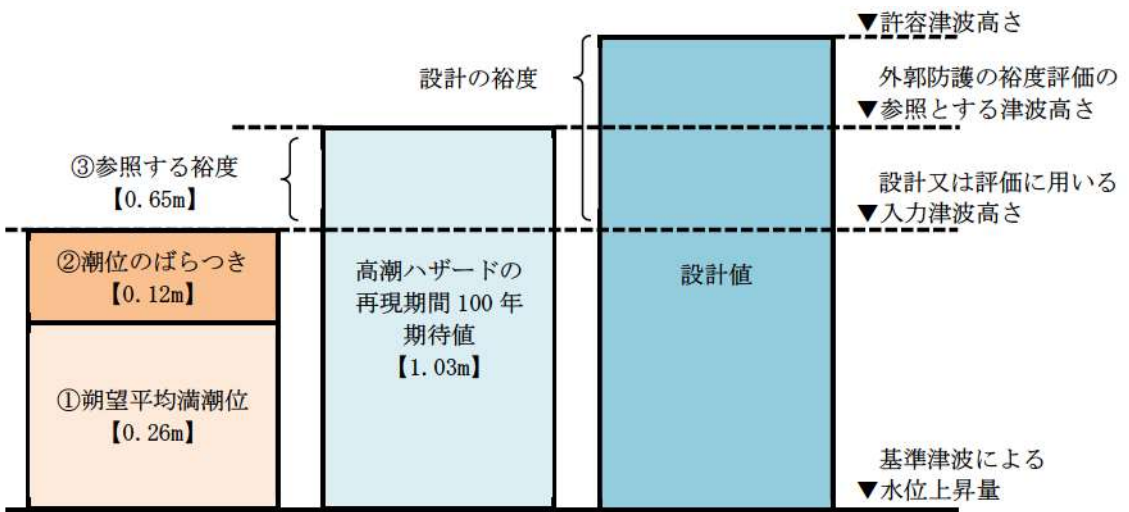 ▼許容津波高さ
設計の裕度
外郭防護の裕度評価の
▼参照とする津波高さ
③参照する裕度
【0.65m】
設計又は評価に用いる
▼入力津波高さ
②潮位のばらつき
【0.12m】
高潮ハザードの
再現期間 100 年
期待値
【1.03m】
設計値
①朔望平均満潮位
【0.26m】
基準津波による
▼水位上昇量